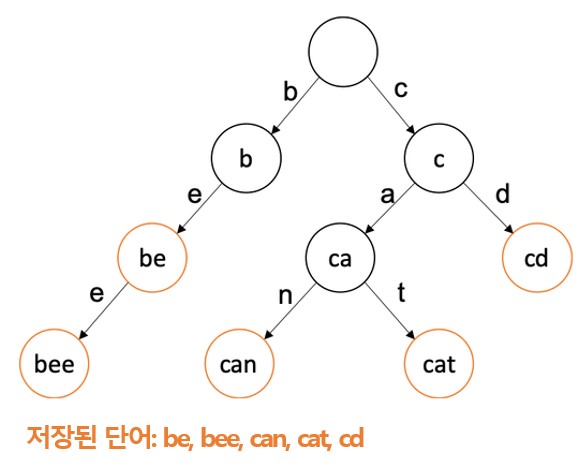 b c
b c
e a d
be ca cd
e n t
bee can cat
저장된 단어: be, bee, can, cat, cd